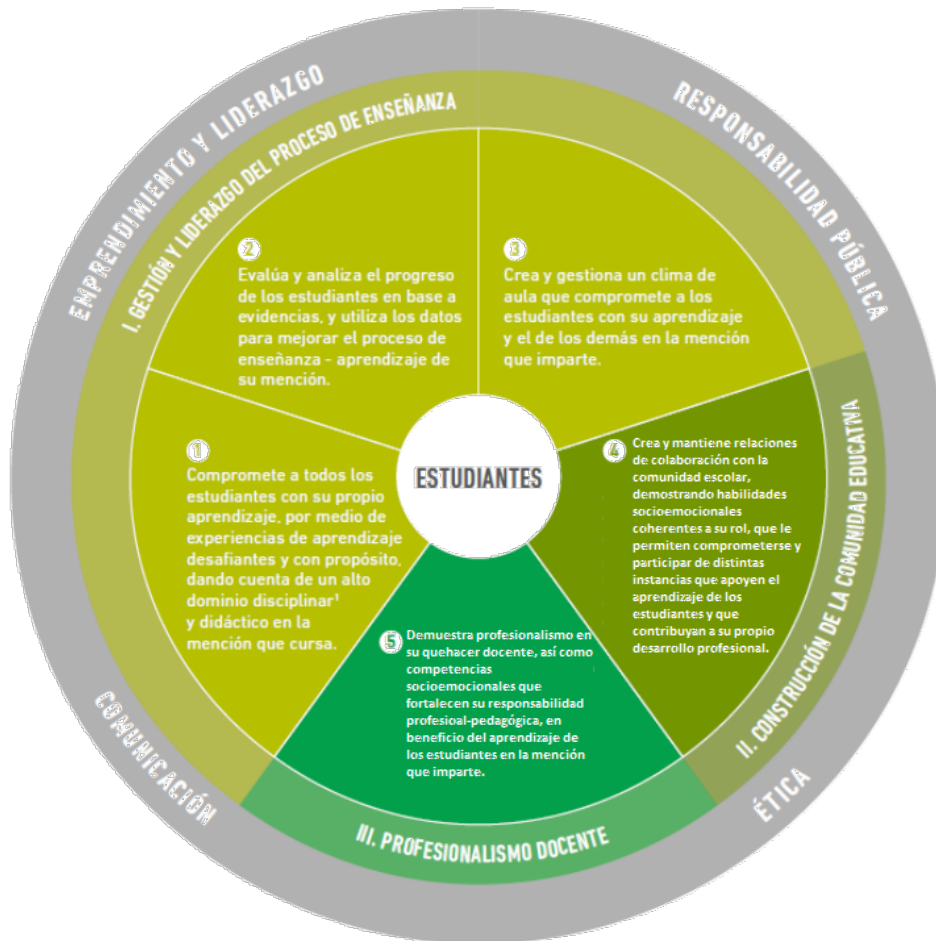 EMPRENDIMIENTO Y LIDERAZGO
RESPONSABILIDAD PÚBLICA
I. GESTIÓN Y LIDERAZGO DEL PROCESO DE ENSEÑANZA
2
Evalúa y analiza el progreso
de los estudiantes en base a
evidencias, y utiliza los datos
para mejorar el proceso de
enseñanza - aprendizaje de
su mención.
3
Crea y gestiona un clima de
aula que compromete a los
estudiantes con su aprendizaje
y el de los demás en la mención
que imparte.
1
Compromete a todos los
estudiantes con su propio
aprendizaje, por medio de
experiencias de aprendizaje
desafiantes y con propósito,
dando cuenta de un alto
dominio disciplinar¹
y didáctico en la
mención que cursa.
ESTUDIANTES
4
Crea y mantiene relaciones
de colaboración con la
comunidad escolar,
demostrando habilidades
socioemocionales
coherentes a su rol, que le
permiten comprometerse y
participar de distintas
instancias que apoyen el
aprendizaje de los
estudiantes y que
contribuyan a su propio
desarrollo profesional.
II. CONSTRUCCIÓN DE LA COMUNIDAD EDUCATIVA
5
Demuestra profesionalismo en
su quehacer docente, así como
competencias
socioemocionales que
fortalecen su responsabilidad
profesioal-pedagógica, en
beneficio del aprendizaje de
los estudiantes en la mención
que imparte.
COMUNICACIÓN
III. PROFESIONALISMO DOCENTE
ÉTICA